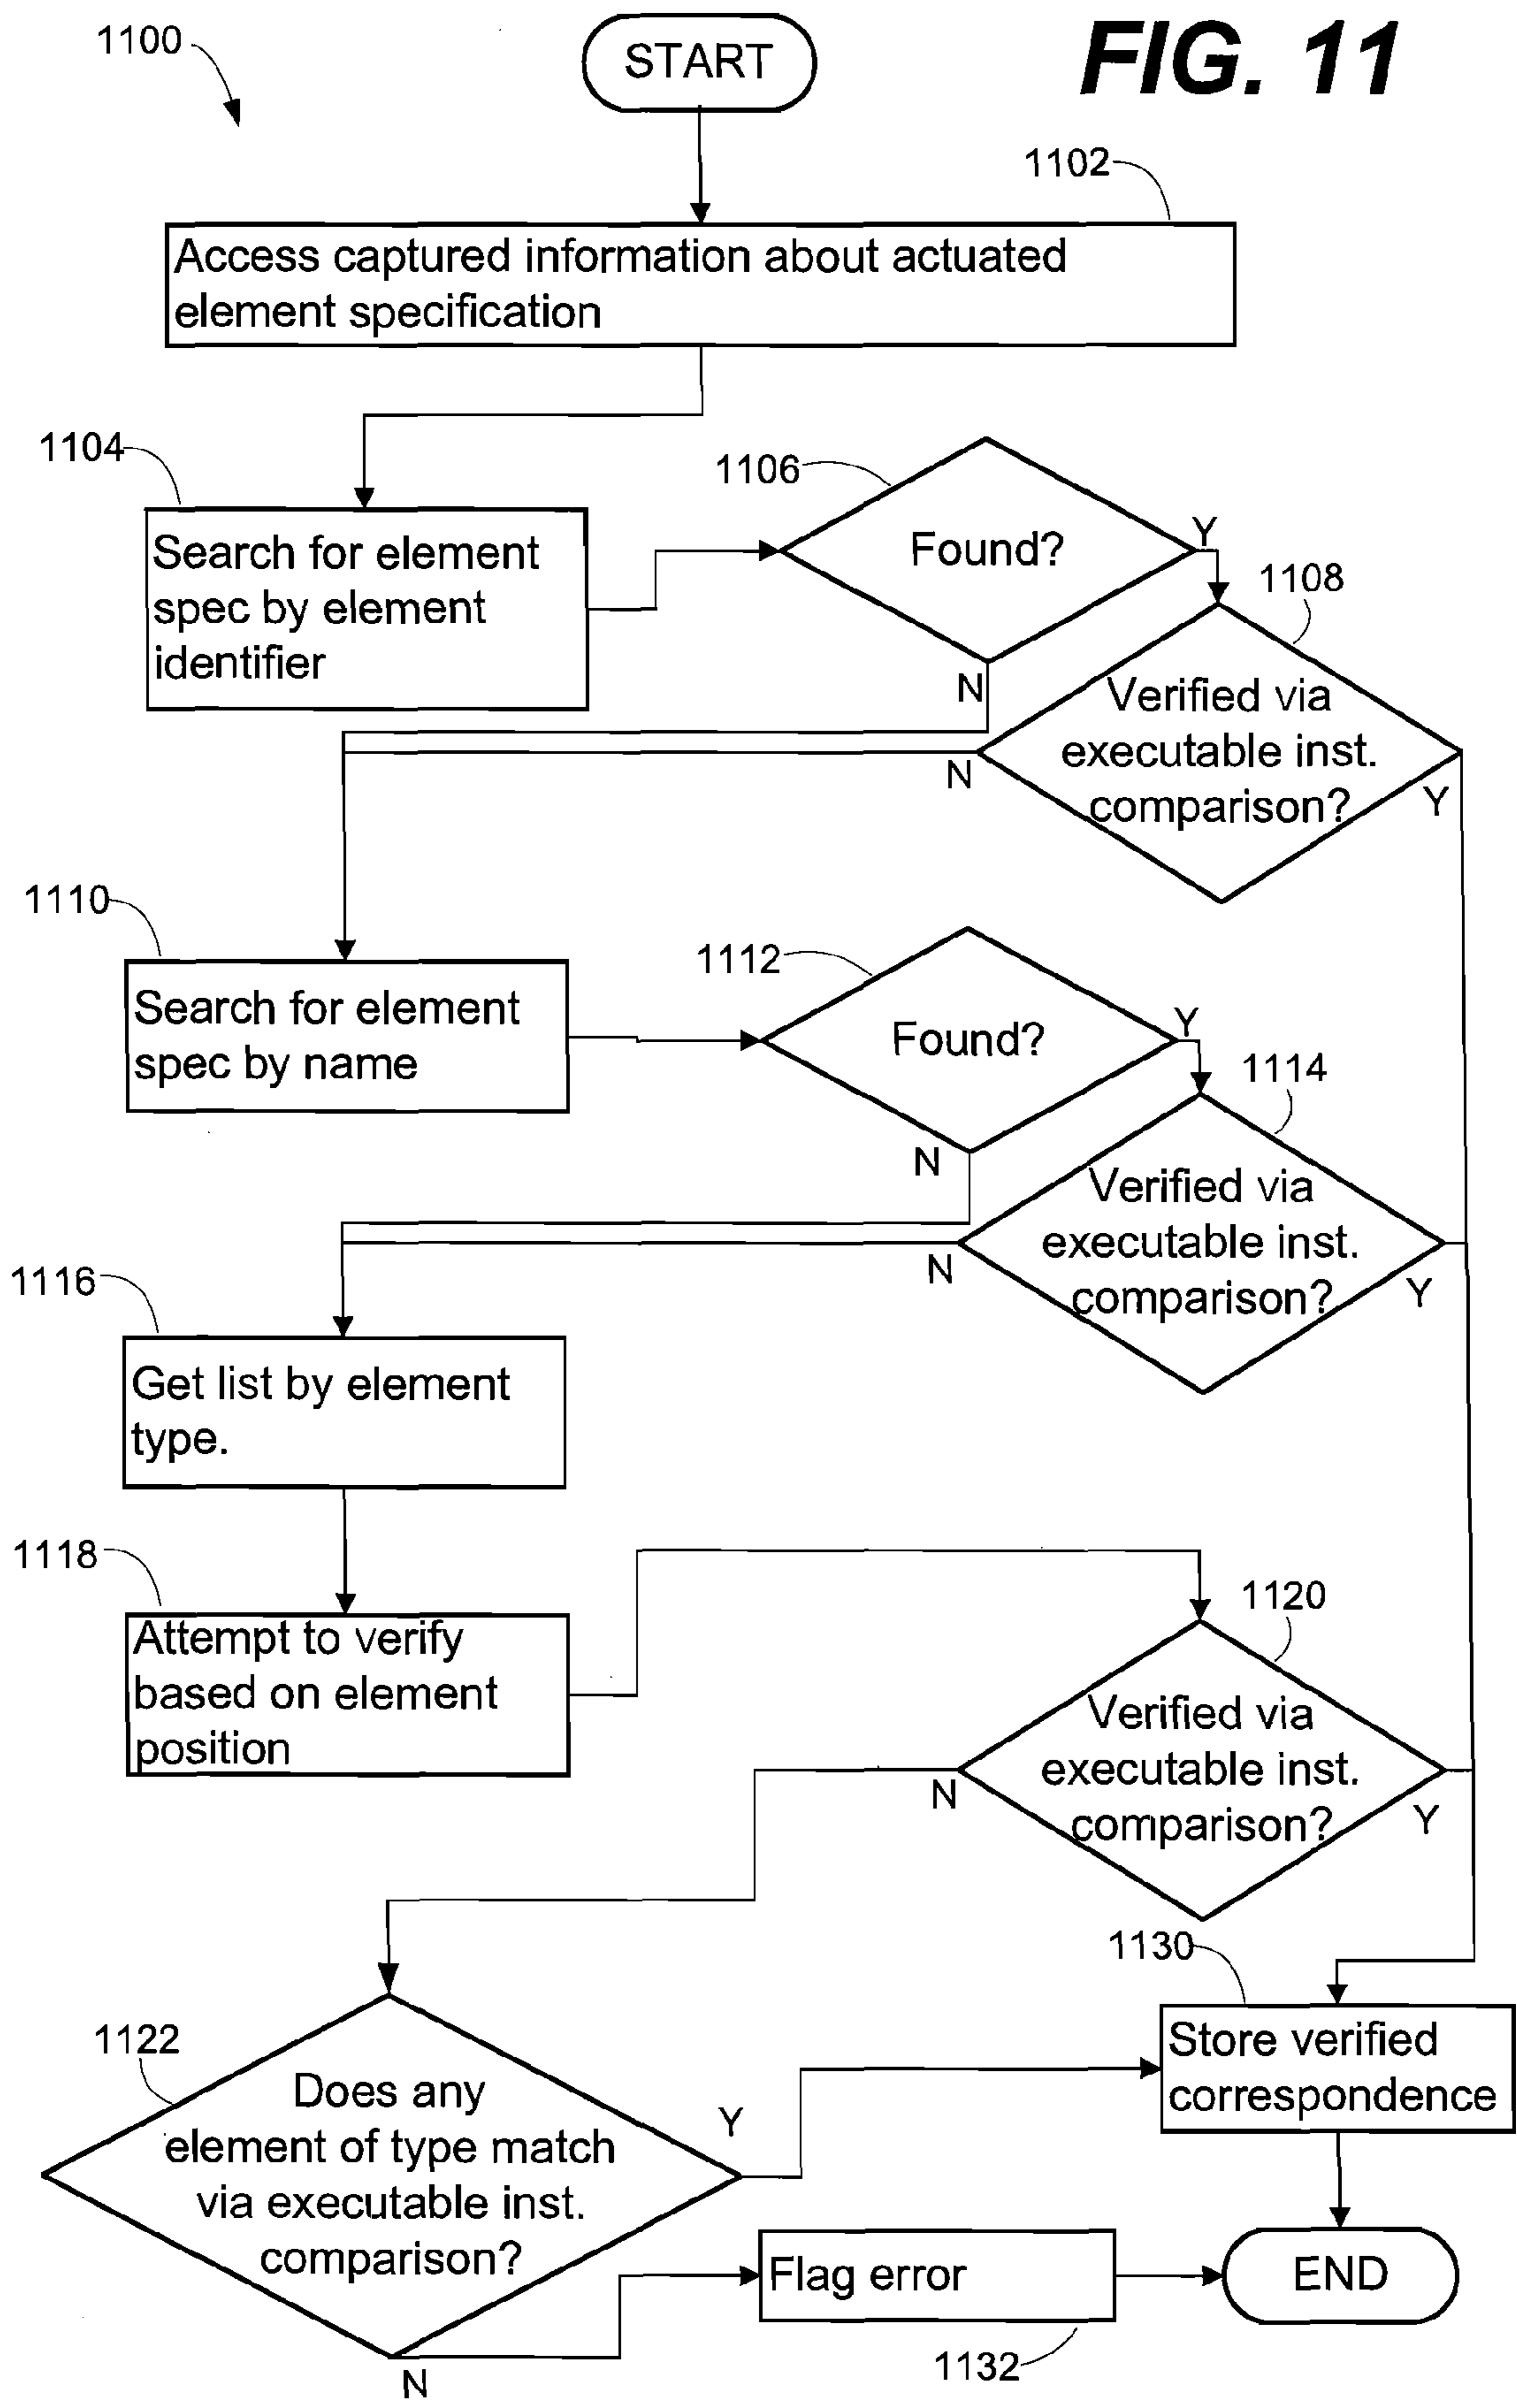 1100
START
FIG. 11
1102
Access captured information about actuated
element specification
1104
Search for element
spec by element
identifier
1106
Found?
Y
N
1108
Verified via
executable inst.
comparison?
N
Y
1110
Search for element
spec by name
1112
Found?
Y
N
1114
Verified via
executable inst.
comparison?
N
Y
1116
Get list by element
type.
1118
Attempt to verify
based on element
position
1120
Verified via
executable inst.
comparison?
N
Y
1122
Does any
element of type match
via executable inst.
comparison?
Y
N
1130
Store verified
correspondence
Flag error
1132
END